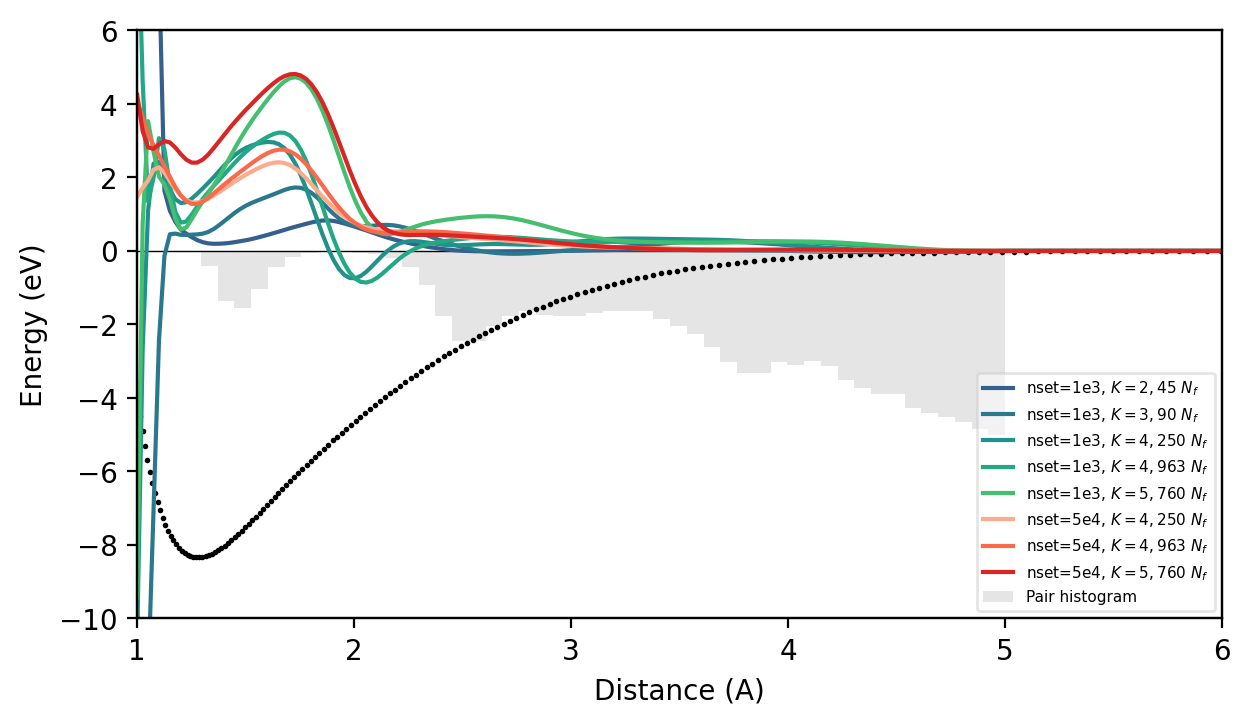 6
4
2
0
−2
−4
−6
−8
−10
Energy (eV)
1
2
3
4
5
6
Distance (A)
nset=1e3, K = 2, 45 N_f
nset=1e3, K = 3, 90 N_f
nset=1e3, K = 4, 250 N_f
nset=1e3, K = 4, 963 N_f
nset=1e3, K = 5, 760 N_f
nset=5e4, K = 4, 250 N_f
nset=5e4, K = 4, 963 N_f
nset=5e4, K = 5, 760 N_f
Pair histogram